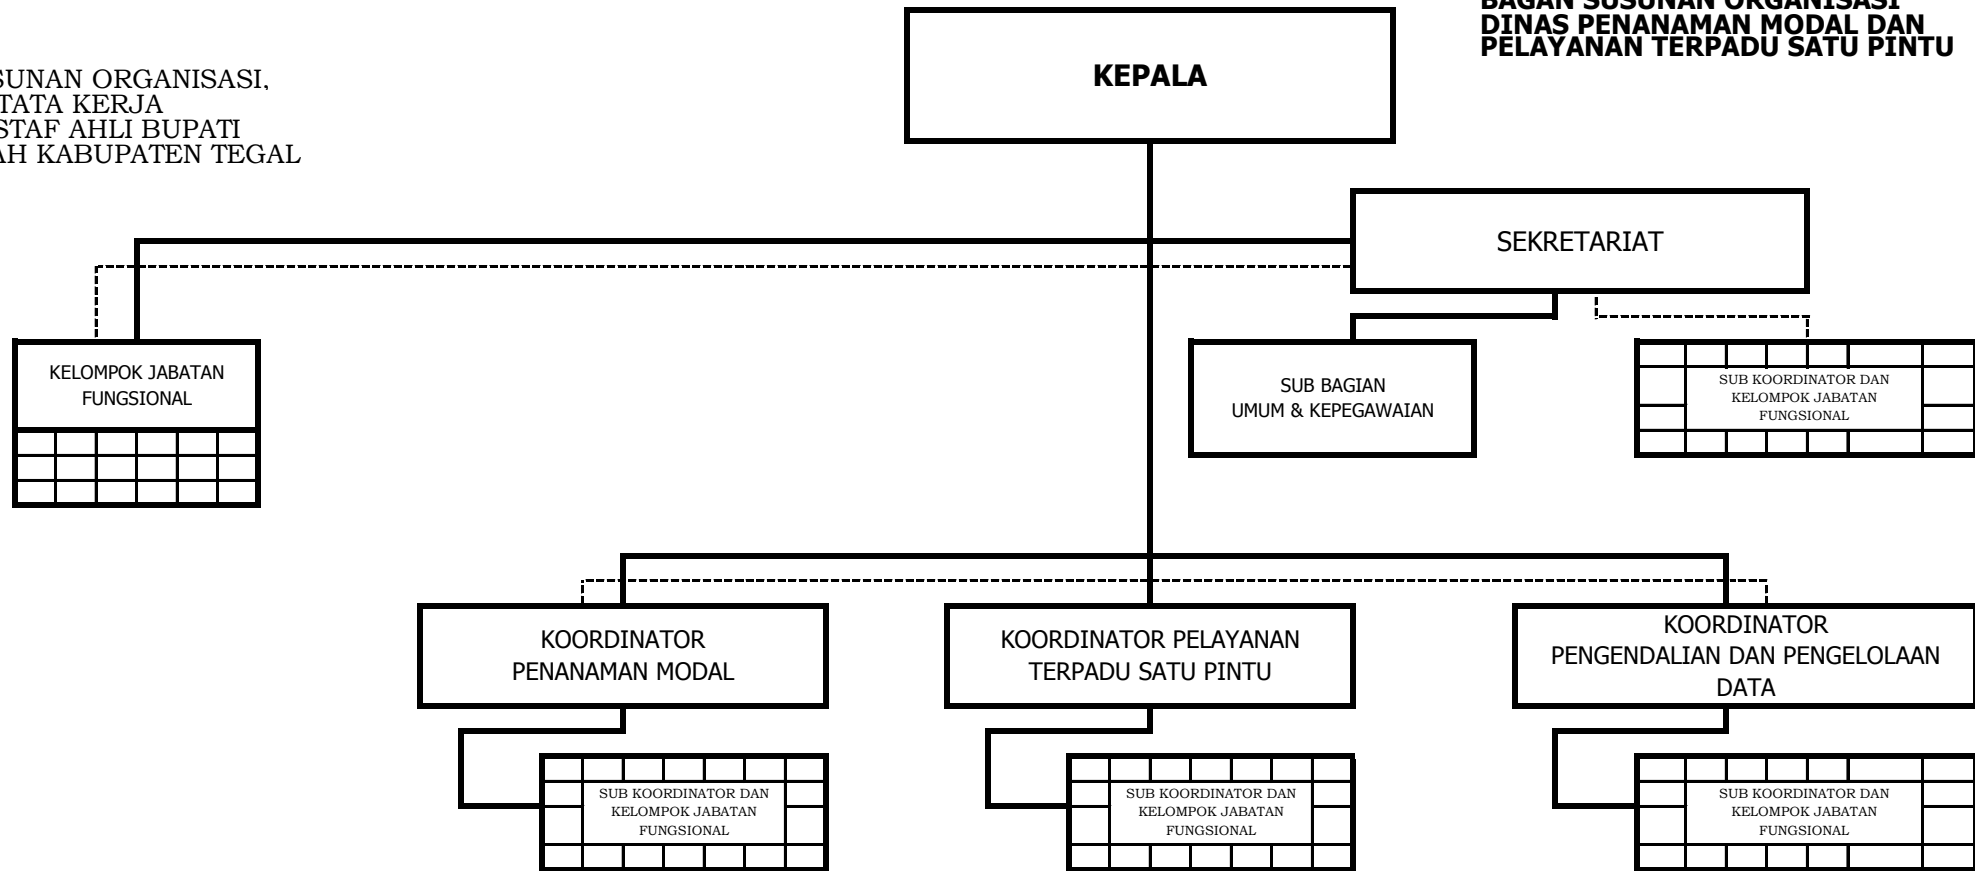 BAGAN SUSUNAN ORGANISASI
DINAS PENANAMAN MODAL DAN
PELAYANAN TERPADU SATU PINTU
ORGANISASI,
TATA KERJA
STAF AHLI BUPATI
KABUPATEN TEGAL
KEPALA
SEKRETARIAT
KELOMPOK JABATAN
FUNGSIONAL
SUB BAGIAN
UMUM & KEPEGAWAIAN
SUB KOORDINATOR DAN
KELOMPOK JABATAN
FUNGSIONAL
KOORDINATOR
PENANAMAN MODAL
KOORDINATOR PELAYANAN
TERPADU SATU PINTU
KOORDINATOR
PENGENDALIAN DAN PENGELOLAAN
DATA
SUB KOORDINATOR DAN
KELOMPOK JABATAN
FUNGSIONAL
SUB KOORDINATOR DAN
KELOMPOK JABATAN
FUNGSIONAL
SUB KOORDINATOR DAN
KELOMPOK JABATAN
FUNGSIONAL